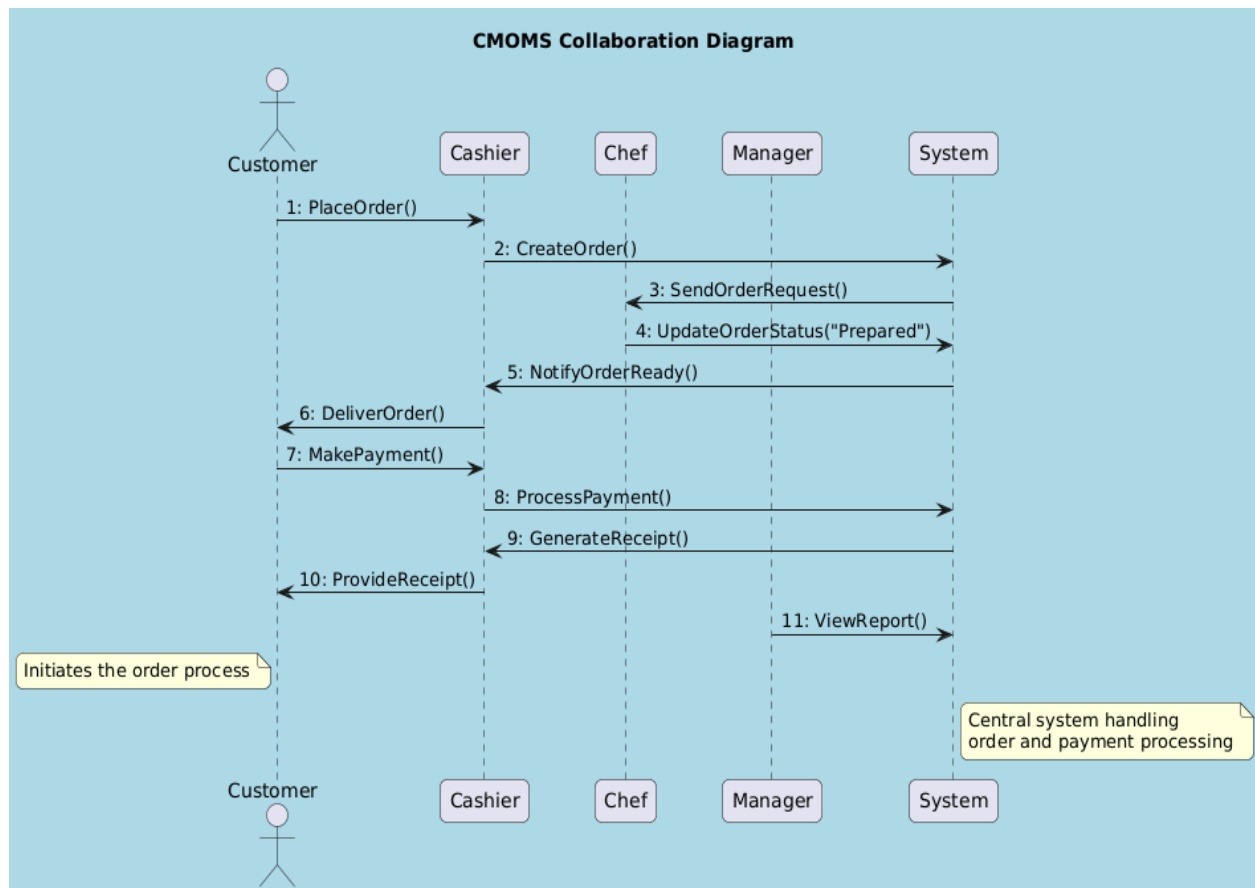 CMOMS Collaboration Diagram
Customer
Cashier
Chef
Manager
System
1: PlaceOrder()
2: CreateOrder()
3: SendOrderRequest()
4: UpdateOrderStatus("Prepared")
5: NotifyOrderReady()
6: DeliverOrder()
7: MakePayment()
8: ProcessPayment()
9: GenerateReceipt()
10: ProvideReceipt()
11: ViewReport()
Initiates the order process
Central system handling
order and payment processing
Customer
Cashier
Chef
Manager
System